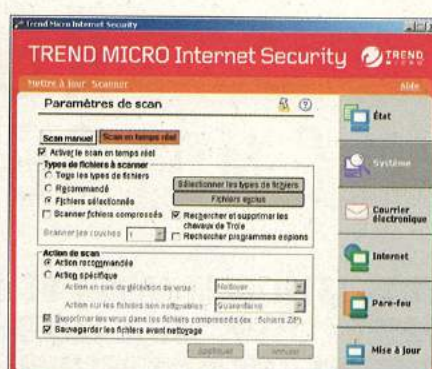 Trend Micro Internet Security
TREND MICRO Internet Security TREND MICRO
Mettre à jour Scanner Aide
Paramètres de scan
État
Scan manuel Scan en temps réel
Activer le scan en temps réel
Types de fichiers à scanner
Tous les types de fichiers
Système
Recommandé
Sélectionner les types de fichiers
Fichiers sélectionnés
Fichiers exclus
Scanner fichiers compressés
Rechercher et supprimer les chevaux de Troie
Courrier électronique
Scanner les couches 1
Rechercher programmes espions
Action de scan
Action recommandée
Internet
Action spécifique
Action en cas de détection de virus : Nettoyer
Action sur les fichiers non nettoyables : Quarantaine
Pare-feu
Supprimer les virus dans les fichiers compressés (ex : fichiers ZIP)
Sauvegarder les fichiers avant nettoyage
Appliquer Annuler
Mise à jour